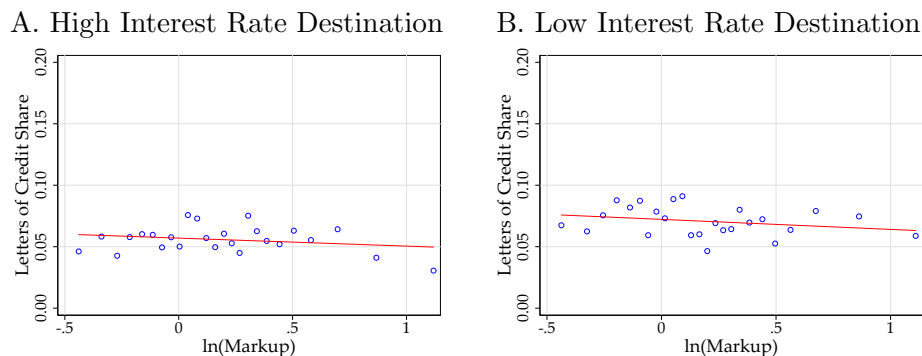 A. High Interest Rate Destination
Letters of Credit Share
0.20
0.15
0.10
0.05
0.00
-.5 0 .5 1
ln(Markup)
B. Low Interest Rate Destination
Letters of Credit Share
0.20
0.15
0.10
0.05
0.00
-.5 0 .5 1
ln(Markup)